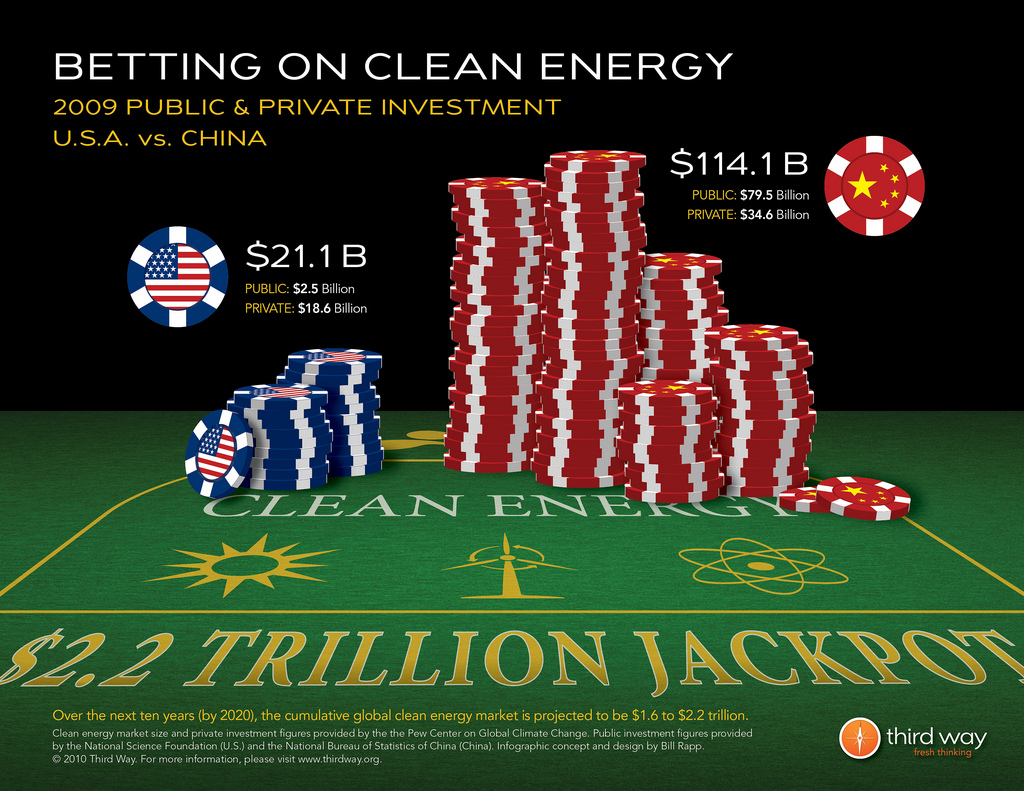 BETTING ON CLEAN ENERGY
2009 PUBLIC & PRIVATE INVESTMENT
U.S.A. vs. CHINA
$114.1 B
PUBLIC: $79.5 Billion
PRIVATE: $34.6 Billion
$21.1 B
PUBLIC: $2.5 Billion
PRIVATE: $18.6 Billion
CLEAN ENERGY
$2.2 TRILLION JACKPOT
Over the next ten years (by 2020), the cumulative global clean energy market is projected to be $1.6 to $2.2 trillion.
Clean energy market size and private investment figures provided by the the Pew Center on Global Climate Change. Public investment figures provided
by the National Science Foundation (U.S.) and the National Bureau of Statistics of China (China). Infographic concept and design by Bill Rapp.
© 2010 Third Way. For more information, please visit www.thirdway.org.
third way
fresh thinking